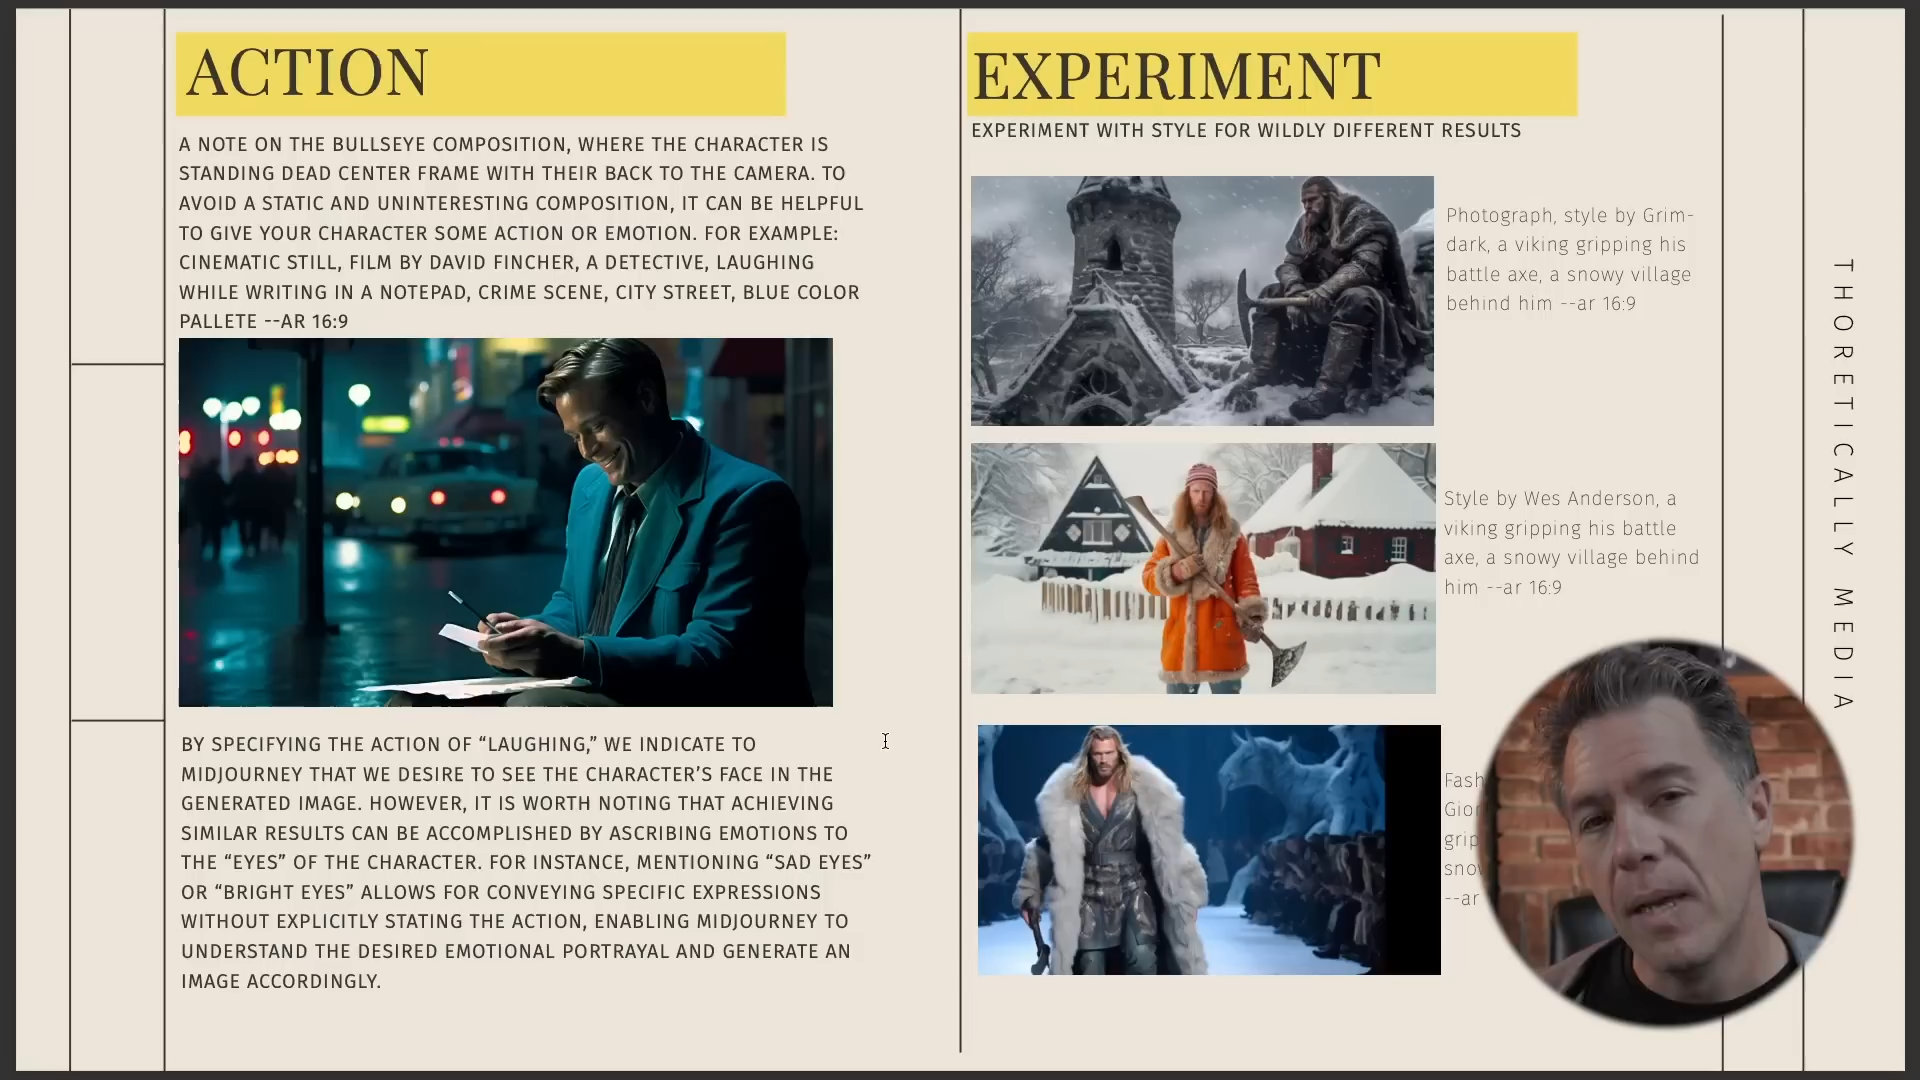 ACTION
A NOTE ON THE BULLSEYE COMPOSITION, WHERE THE CHARACTER IS
STANDING DEAD CENTER FRAME WITH THEIR BACK TO THE CAMERA. TO
AVOID A STATIC AND UNINTERESTING COMPOSITION, IT CAN BE HELPFUL
TO GIVE YOUR CHARACTER SOME ACTION OR EMOTION. FOR EXAMPLE:
CINEMATIC STILL, FILM BY DAVID FINCHER, A DETECTIVE, LAUGHING
WHILE WRITING IN A NOTEPAD, CRIME SCENE, CITY STREET, BLUE COLOR
PALLETE --AR 16:9
BY SPECIFYING THE ACTION OF “LAUGHING,” WE INDICATE TO
MIDJOURNEY THAT WE DESIRE TO SEE THE CHARACTER’S FACE IN THE
GENERATED IMAGE. HOWEVER, IT IS WORTH NOTING THAT ACHIEVING
SIMILAR RESULTS CAN BE ACCOMPLISHED BY ASCRIBING EMOTIONS TO
THE “EYES” OF THE CHARACTER. FOR INSTANCE, MENTIONING “SAD EYES”
OR “BRIGHT EYES” ALLOWS FOR CONVEYING SPECIFIC EXPRESSIONS
WITHOUT EXPLICITLY STATING THE ACTION, ENABLING MIDJOURNEY TO
UNDERSTAND THE DESIRED EMOTIONAL PORTRAYAL AND GENERATE AN
IMAGE ACCORDINGLY.
EXPERIMENT
EXPERIMENT WITH STYLE FOR WILDLY DIFFERENT RESULTS
Photograph, style by Grim-
dark, a viking gripping his
battle axe, a snowy village
behind him --ar 16:9
Style by Wes Anderson, a
viking gripping his battle
axe, a snowy village behind
him --ar 16:9
--ar
THORETICALLY MEDIA